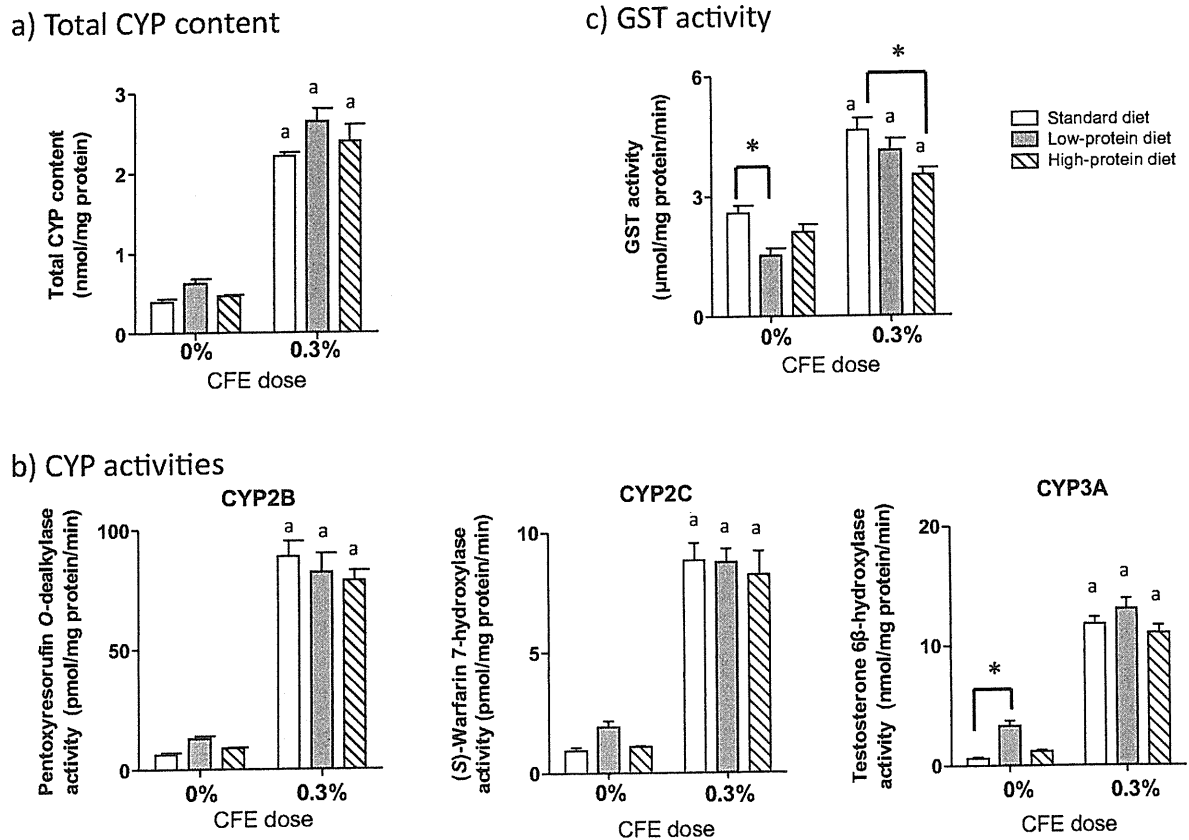 a) Total CYP content
Total CYP content
(nmol/mg protein)
3
2
1
0
a
a
a
0%
0.3%
CFE dose
c) GST activity
GST activity
(μmol/mg protein/min)
6
3
0
*
*
a
a
a
0%
0.3%
CFE dose
Standard diet
Low-protein diet
High-protein diet
b) CYP activities
CYP2B
Pentoxyresorufin O-dealkylase
activity (pmol/mg protein/min)
100
50
0
a
a
a
0%
0.3%
CFE dose
CYP2C
(S)-Warfarin 7-hydroxylase
activity (pmol/mg protein/min)
10
5
0
a
a
a
0%
0.3%
CFE dose
CYP3A
Testosterone 6β-hydroxylase
activity (nmol/mg protein/min)
20
10
0
*
a
a
a
0%
0.3%
CFE dose